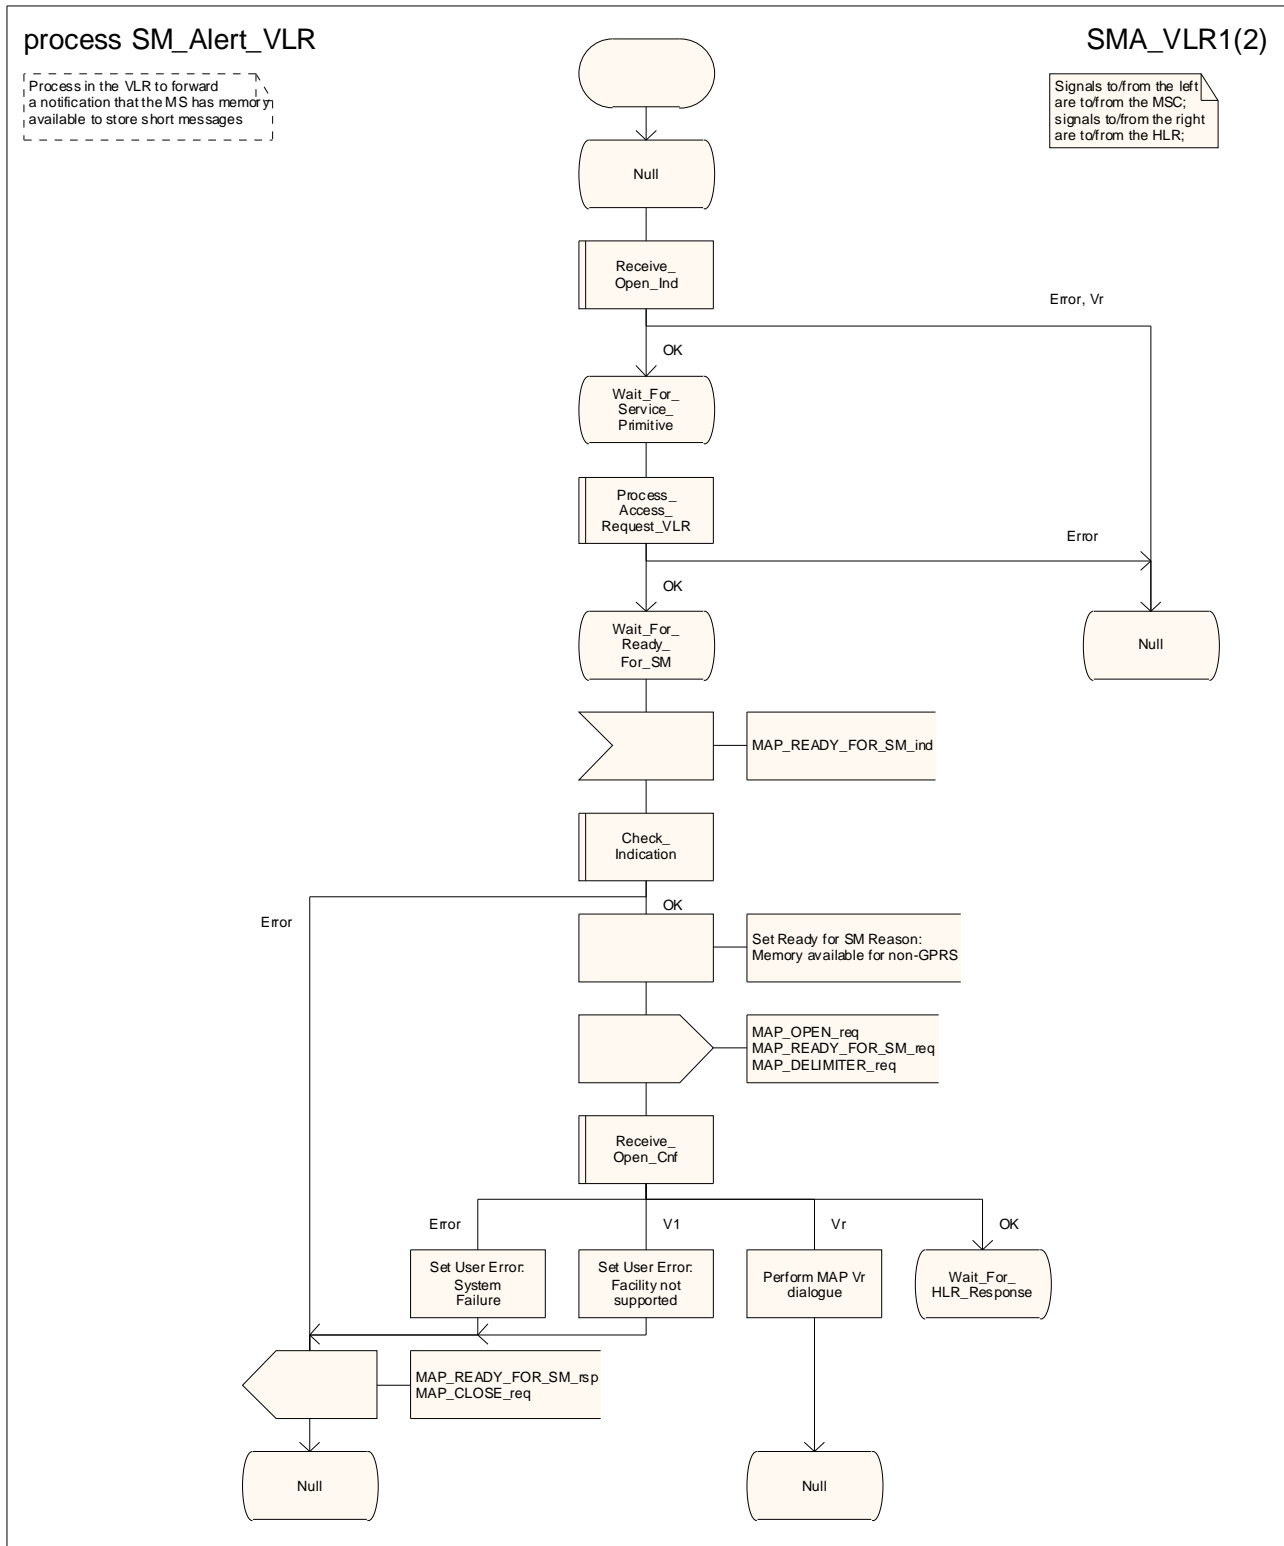 process SM_Alert_VLR
SMA_VLR1(2)
Process in the VLR to forward
a notification that the MS has memory
available to store short messages
Signals to/from the left
are to/from the MSC;
signals to/from the right
are to/from the HLR;
Null
Receive_
Open_Ind
Error, Vr
OK
Wait_For_
Service_
Primitive
Process_
Access_
Request_VLR
Error
OK
Wait_For_
Ready_
For_SM
Null
MAP_READY_FOR_SM_ind
Check_
Indication
Error
OK
Set Ready for SM Reason:
Memory available for non-GPRS
MAP_OPEN_req
MAP_READY_FOR_SM_req
MAP_DELIMITER_req
Receive_
Open_Cnf
Error
V1
Vr
OK
Set User Error:
System
Failure
Set User Error:
Facility not
supported
Perform MAP Vr
dialogue
Wait_For_
HLR_Response
MAP_READY_FOR_SM_rsp
MAP_CLOSE_req
Null
Null